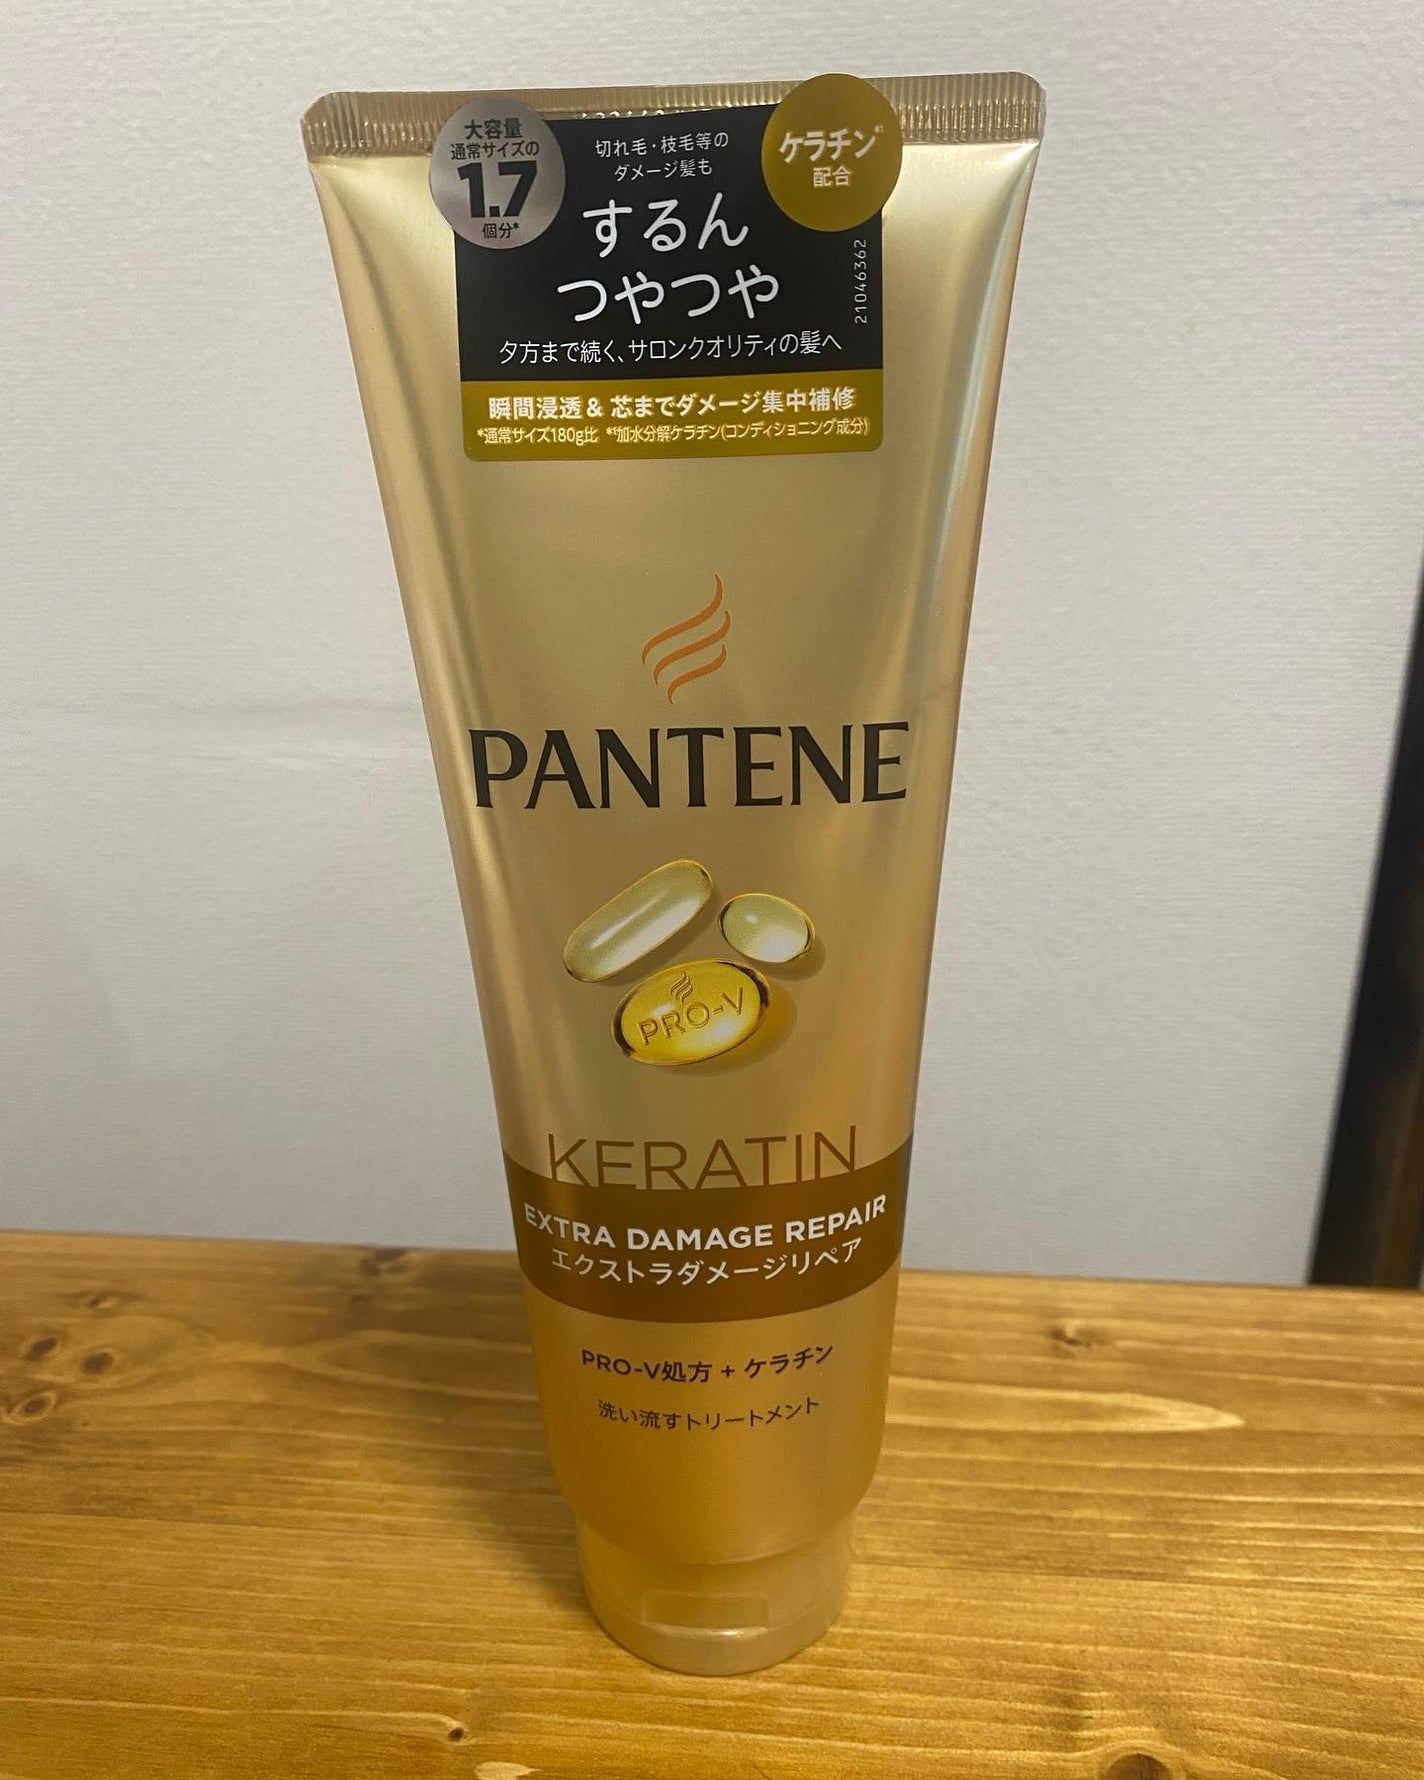 大容量
通常サイズの
1.7
個分*
切れ毛・枝毛等の
ダメージ髪も
するん
つやつや
夕方まで続く、サロンクオリティの髪へ
ケラチン*¹
配合
21046362
瞬間浸透 & 芯までダメージ集中補修
*通常サイズ180g比 *¹加水分解ケラチン(コンディショニング成分)
PANTENE
PRO-V
KERATIN
EXTRA DAMAGE REPAIR
エクストラダメージリペア
PRO-V処方 + ケラチン
洗い流すトリートメント